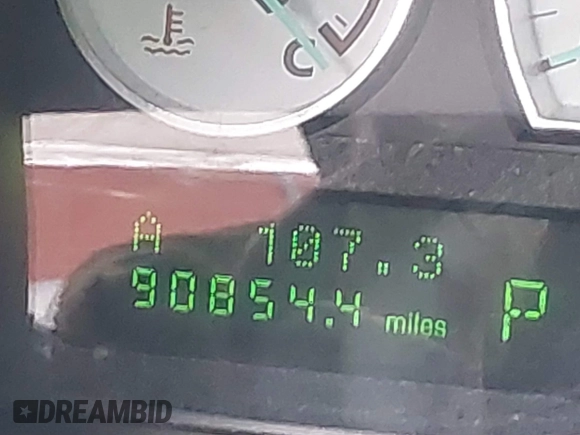 C
A 107.3
90854.4 miles P
DREAMBID